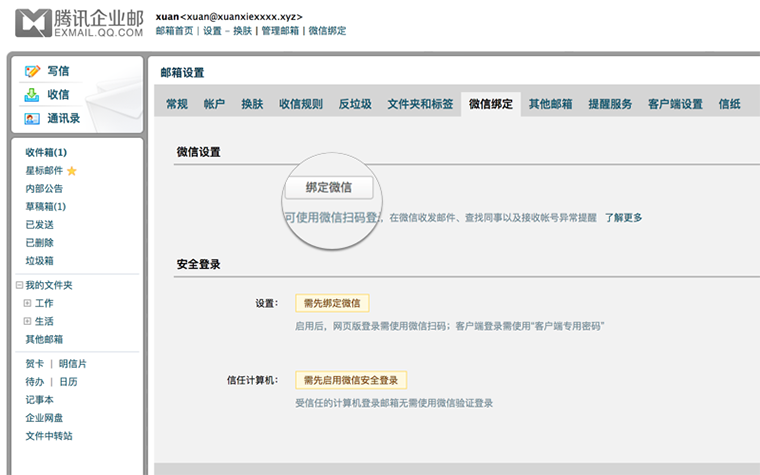 腾讯企业邮
EXMAIL.QQ.COM
xuan<xuan@xuanxiexxxx.xyz>
邮箱首页 | 设置 - 换肤 | 管理邮箱 | 微信绑定
写信
收信
通讯录
收件箱(1)
星标邮件
内部公告
草稿箱(1)
已发送
已删除
垃圾箱
我的文件夹
工作
生活
其他邮箱
贺卡 | 明信片
待办 | 日历
记事本
企业网盘
文件中转站
邮箱设置
常规 帐户 换肤 收信规则 反垃圾 文件夹和标签 微信绑定 其他邮箱 提醒服务 客户端设置 信纸
微信设置
绑定微信
可使用微信扫码登, 在微信收发邮件、查找同事以及接收帐号异常提醒 了解更多
安全登录
设置: 需先绑定微信
启用后，网页版登录需使用微信扫码；客户端登录需使用“客户端专用密码”
信任计算机: 需先启用微信安全登录
受信任的计算机登录邮箱无需使用微信验证登录